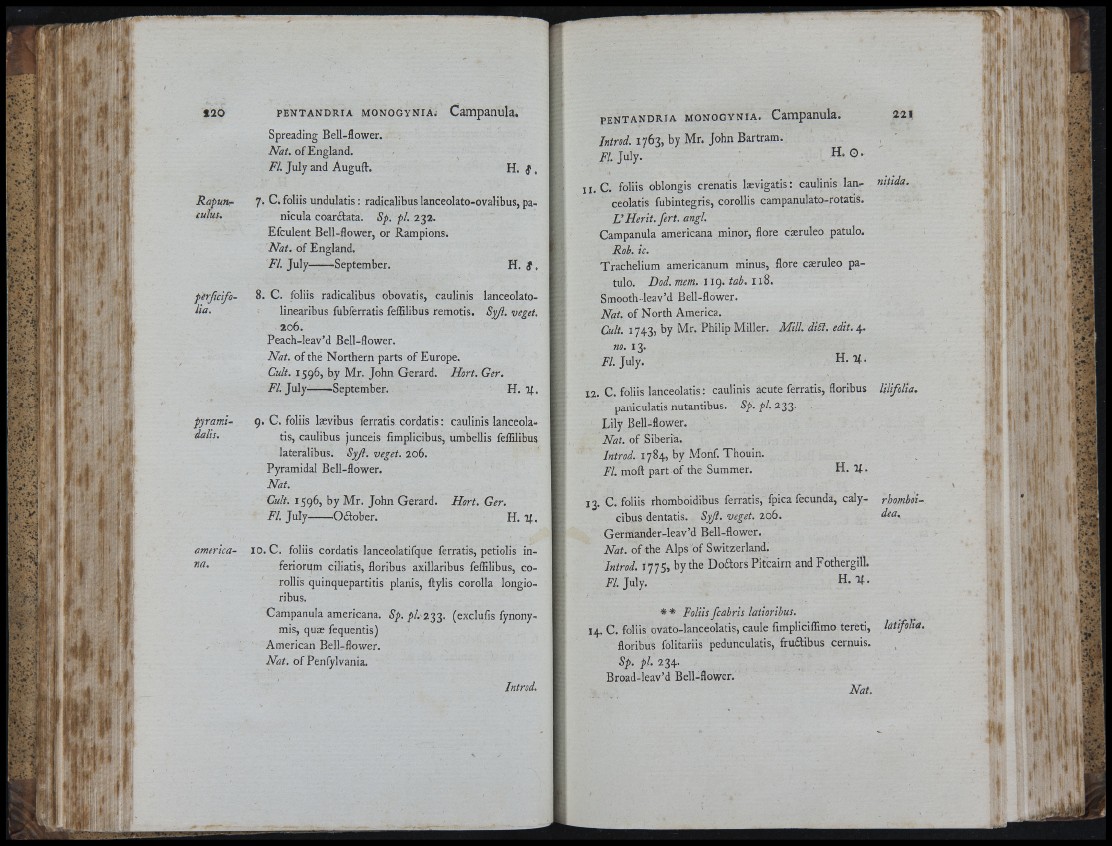 220 PENTANDRIA MONOGYNIA. Campanula.
Spreading Bell-flower.
Nat. of England.
Fl. July and Auguſt. H. ♂.
Rapun- 7. C. foliis undulatis: radicalibus lanceolato-ovalibus, pa-
culus. nicula coarctata. Sp. pl. 232.
Eſculent Bell-flower, or Rampions.
Nat. of England.
Fl. July——September. H. ♂.
perſicifo- 8. C. foliis radicalibus obovatis, caulinis lanceolato-
lia. linearibus ſubſerratis ſeſſilibus remotis. Syſt. veget.
206.
Peach-leav'd Bell-flower.
Nat. of the Northern parts of Europe.
Cult. 1596, by Mr. John Gerard. Hort. Ger.
Fl. July——September. H. ♃.
pyrami- 9. C. foliis lævibus ſerratis cordatis: caulinis lanceola-
dalis. tis, caulibus junceis ſimplicibus, umbellis ſeſſilibus
lateralibus. Syſt. veget. 206.
Pyramidal Bell-flower.
Nat.
Cult. 1596, by Mr. John Gerard. Hort. Ger.
Fl. July——October. H. ♃.
america- 10. C. foliis cordatis lanceolatiſque ſerratis, petiolis in-
na. feriorum ciliatis, floribus axillaribus ſeſſilibus, co-
rollis quinquepartitis planis, ſtylis corolla longio-
ribus.
Campanula americana. Sp. pl. 233. (excluſis ſynony-
mis, quæ ſequentis)
American Bell-flower.
Nat. of Penſylvania.
Introd.
PENTANDRIA MONOGYNIA. Campanula. 221
Introd. 1763, by Mr. John Bartram.
Fl. July. H. ☉.
11. C. foliis oblongis crenatis lævigatis: caulinis lan- nitida.
ceolatis ſubintegris, corollis campanulato-rotatis.
L'Herit. ſert. angl.
Campanula americana minor, flore cæruleo patulo.
Rob. ic.
Trachelium americanum minus, flore cæruleo pa-
tulo. Dod. mem. 119. tab. 118.
Smooth-leav'd Bell-flower.
Nat. of North America.
Cult. 1743, by Mr. Philip Miller. Mill. dict. edit. 4.
no. 13.
Fl. July. H. ♃.
12. C. foliis lanceolatis: caulinis acute ſerratis, floribus lilifolia.
paniculatis nutantibus. Sp. pl. 233.
Lily Bell-flower.
Nat. of Siberia.
Introd. 1784, by Monſ. Thouin.
Fl. moſt part of the Summer. H. ♃.
13. C. foliis rhomboidibus ſerratis, ſpica ſecunda, caly- rhomboi-
cibus dentatis. Syſt. veget. 206. dea.
Germander-leav'd Bell-flower.
Nat. of the Alps of Switzerland.
Introd. 1775, by the Doctors Pitcairn and Fothergill.
Fl. July. H. ♃.
** Foliis ſcabris latioribus.
14. C. foliis ovato-lanceolatis, caule ſimpliciſſimo tereti, latifolia.
floribus ſolitariis pedunculatis, fructibus cernuis.
Sp. pl. 234.
Broad-leav'd Bell-flower.
Nat.